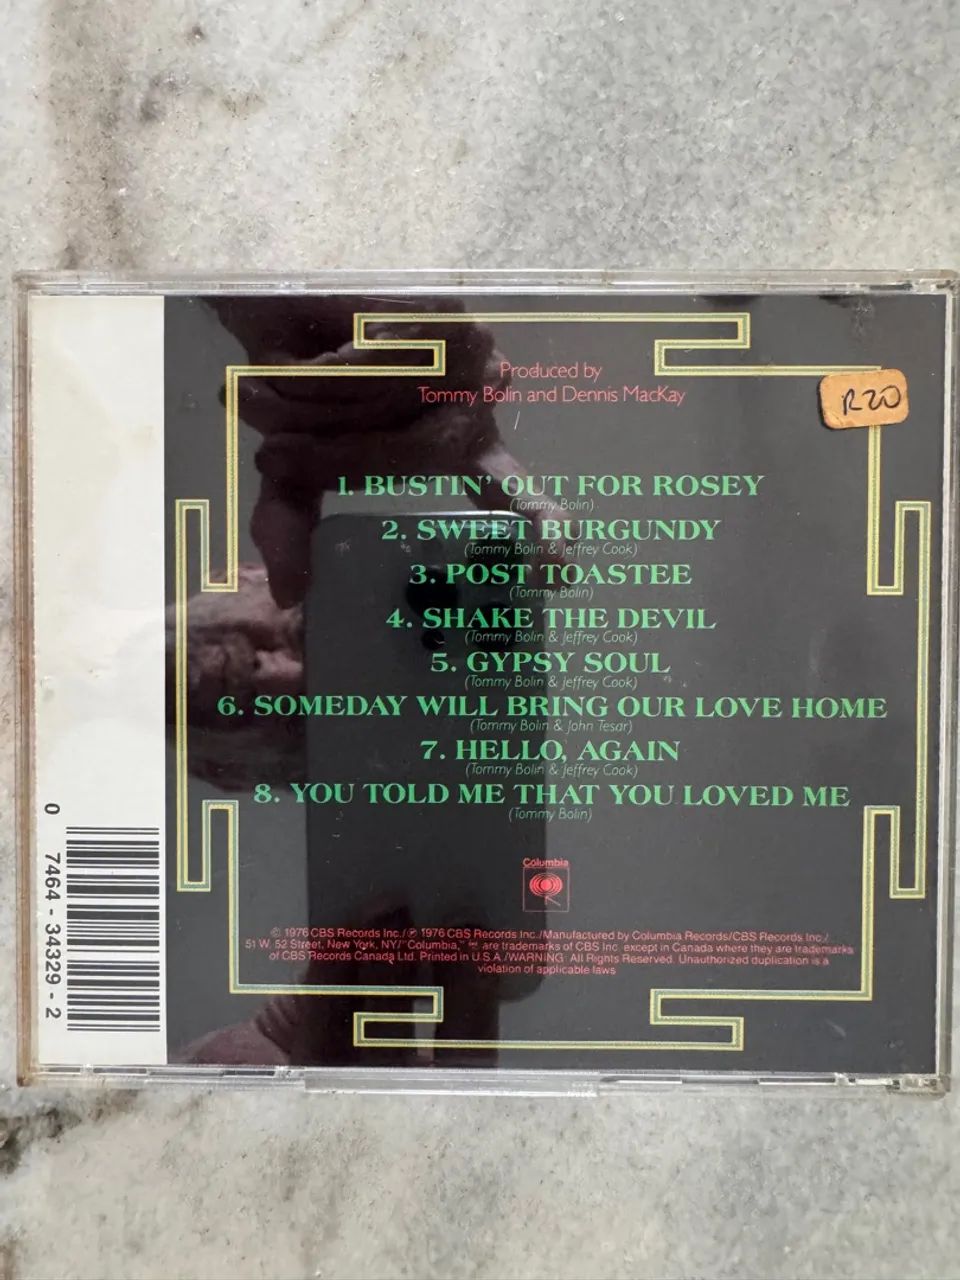 Produced by
Tommy Bolin and Dennis MacKay
R20
1. BUSTIN' OUT FOR ROSEY
(Tommy Bolin)
2. SWEET BURGUNDY
(Tommy Bolin & Jeffrey Cook)
3. POST TOASTEE
(Tommy Bolin)
4. SHAKE THE DEVIL
(Tommy Bolin & Jeffrey Cook)
5. GYPSY SOUL
(Tommy Bolin & Jeffrey Cook)
6. SOMEDAY WILL BRING OUR LOVE HOME
(Tommy Bolin & John Tesar)
7. HELLO, AGAIN
(Tommy Bolin & Jeffrey Cook)
8. YOU TOLD ME THAT YOU LOVED ME
(Tommy Bolin)
Columbia
© 1976 CBS Records Inc./℗ 1976 CBS Records Inc./Manufactured by Columbia Records/CBS Records Inc./
51 W. 52 Street, New York, NY/"Columbia," are trademarks of CBS Inc. except in Canada where they are trademarks
of CBS Records Canada Ltd. Printed in U.S.A./WARNING: All Rights Reserved. Unauthorized duplication is a
violation of applicable laws
0 7464-34329-2